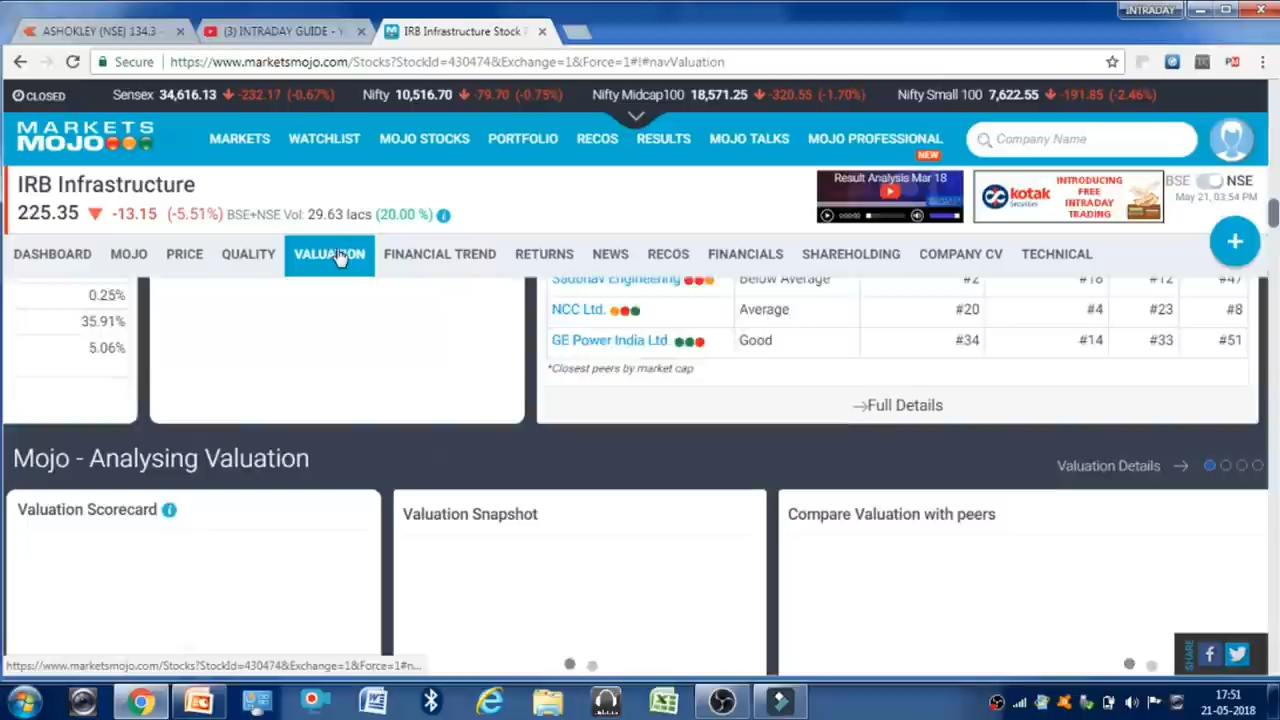 INTRADAY
ASHOKLEY (NSE) 134.3
(3) INTRADAY GUIDE - Y
IRB Infrastructure Stock
Secure
https://www.marketsmojo.com/Stocks?StockId=430474&Exchange=1&Force=1#!#navValuation
CLOSED Sensex 34,616.13 -232.17 (-0.67%) Nifty 10,516.70 -79.70 (-0.75%) Nifty Midcap100 18,571.25 -320.55 (-1.70%) Nifty Small 100 7,622.55 -191.85 (-2.46%)
MARKETS
MOJO
MARKETS WATCHLIST MOJO STOCKS PORTFOLIO RECOS RESULTS MOJO TALKS MOJO PROFESSIONAL
NEW
Company Name
IRB Infrastructure
225.35 -13.15 (-5.51%) BSE+NSE Vol: 29.63 lacs (20.00 %)
Result Analysis Mar 18
kotak
Securities
INTRODUCING
FREE
INTRADAY
TRADING
BSE NSE
May 21, 03:54 PM
DASHBOARD MOJO PRICE QUALITY VALUATION FINANCIAL TREND RETURNS NEWS RECOS FINANCIALS SHAREHOLDING COMPANY CV TECHNICAL
0.25%
35.91%
5.06%
Sadbhav Engineering Below Average #2 #18 #12 #47
NCC Ltd. Average #20 #4 #23 #8
GE Power India Ltd Good #34 #14 #33 #51
*Closest peers by market cap
→Full Details
Mojo - Analysing Valuation
Valuation Details →
Valuation Scorecard
Valuation Snapshot
Compare Valuation with peers
SHARE
https://www.marketsmojo.com/Stocks?StockId=430474&Exchange=1&Force=1#n...
17:51
21-05-2018